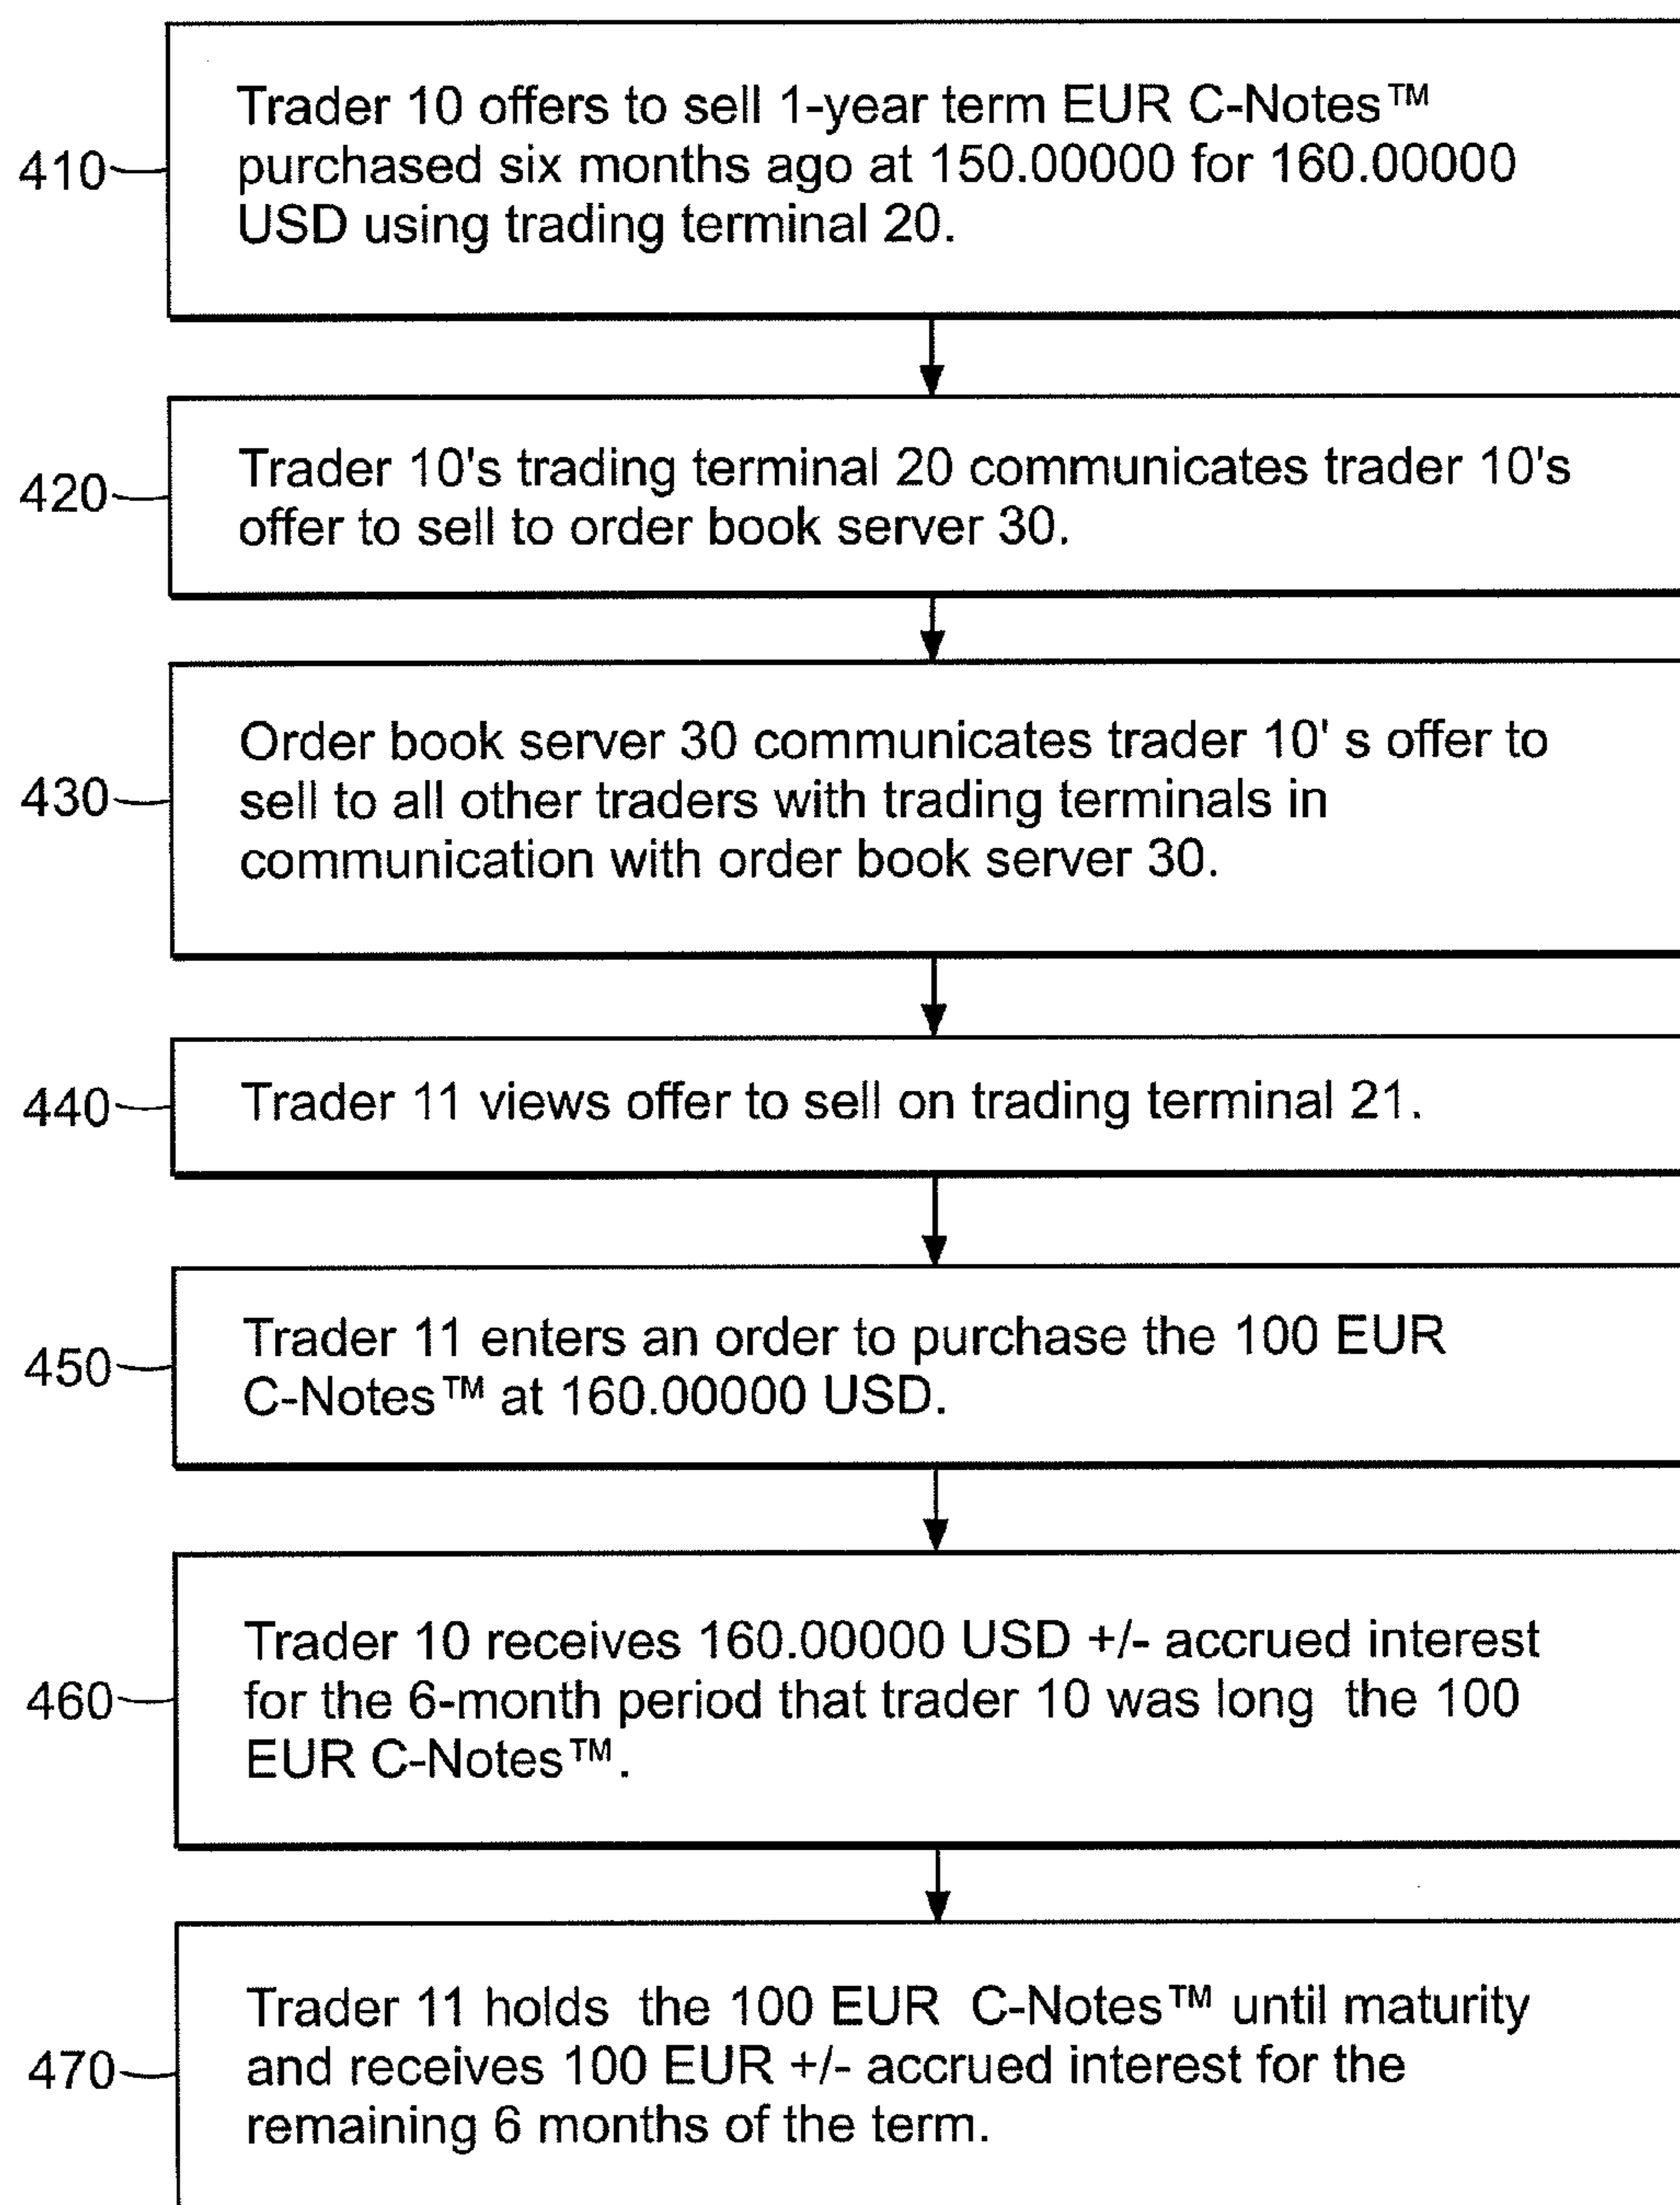 410
Trader 10 offers to sell 1-year term EUR C-Notes™
purchased six months ago at 150.00000 for 160.00000
USD using trading terminal 20.
420
Trader 10's trading terminal 20 communicates trader 10's
offer to sell to order book server 30.
430
Order book server 30 communicates trader 10' s offer to
sell to all other traders with trading terminals in
communication with order book server 30.
440
Trader 11 views offer to sell on trading terminal 21.
450
Trader 11 enters an order to purchase the 100 EUR
C-Notes™ at 160.00000 USD.
460
Trader 10 receives 160.00000 USD +/- accrued interest
for the 6-month period that trader 10 was long the 100
EUR C-Notes™.
470
Trader 11 holds the 100 EUR C-Notes™ until maturity
and receives 100 EUR +/- accrued interest for the
remaining 6 months of the term.